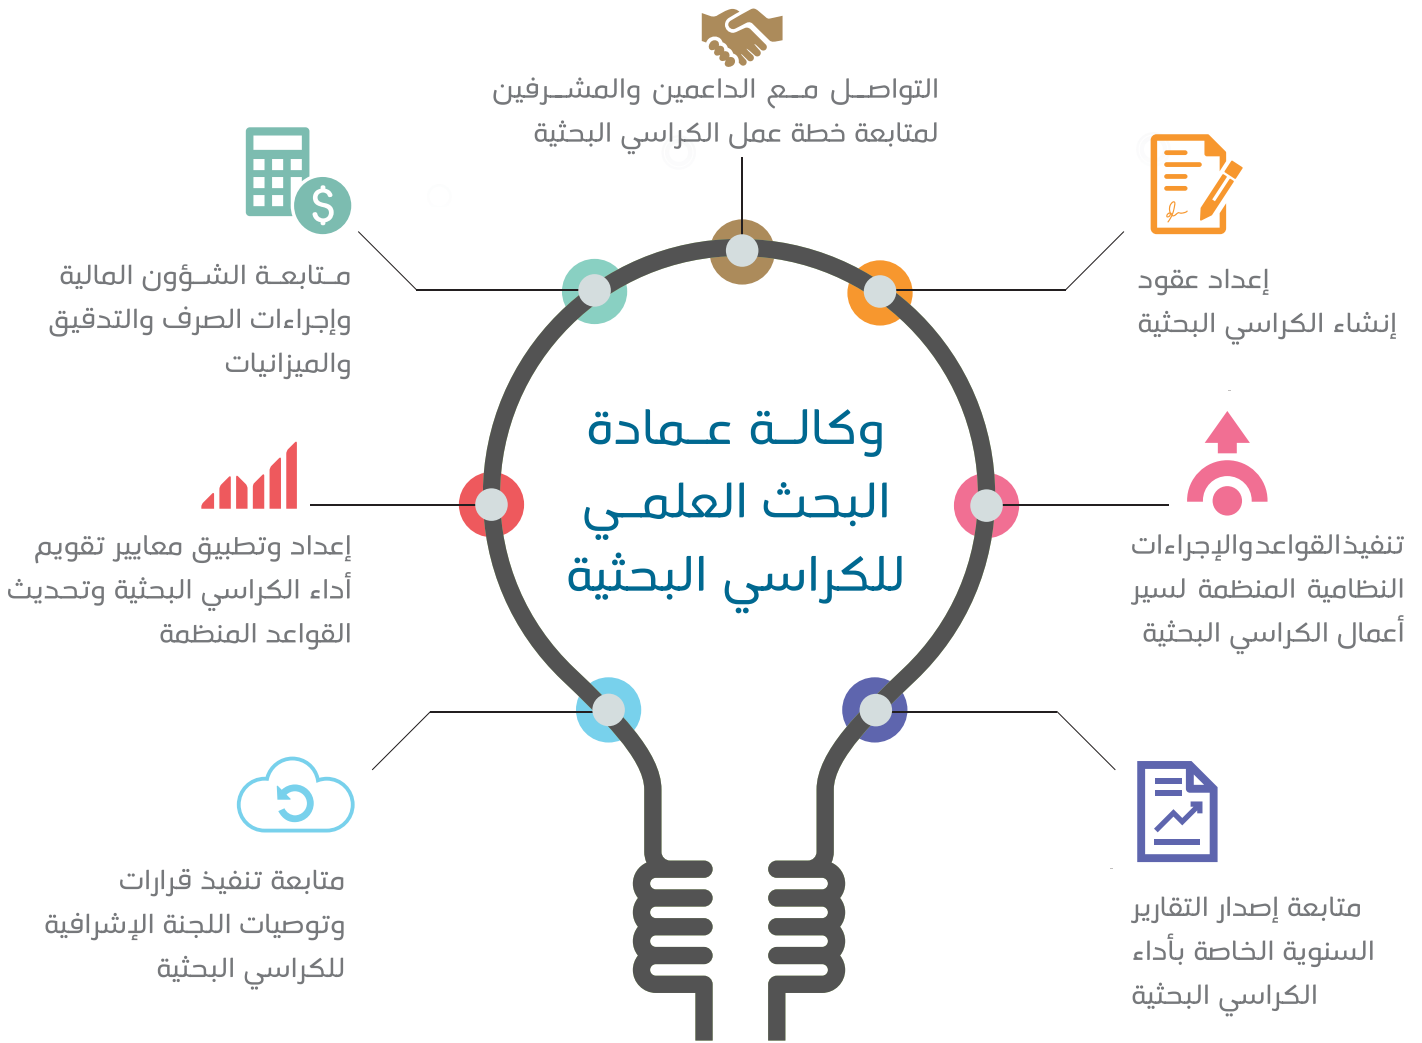 التواصل مع الداعمين والمشرفين
لمتابعة خطة عمل الكراسي البحثية
إعداد عقود
إنشاء الكراسي البحثية
تنفيذ القواعد والإجراءات
النظامية المنظمة لسير
أعمال الكراسي البحثية
متابعة إصدار التقارير
السنوية الخاصة بأداء
الكراسي البحثية
وكالة عمادة
البحث العلمي
للكراسي البحثية
متابعة الشؤون المالية
وإجراءات الصرف والتدقيق
والميزانيات
إعداد وتطبيق معايير تقويم
أداء الكراسي البحثية وتحديث
القواعد المنظمة
متابعة تنفيذ قرارات
وتوصيات اللجنة الإشرافية
للكراسي البحثية